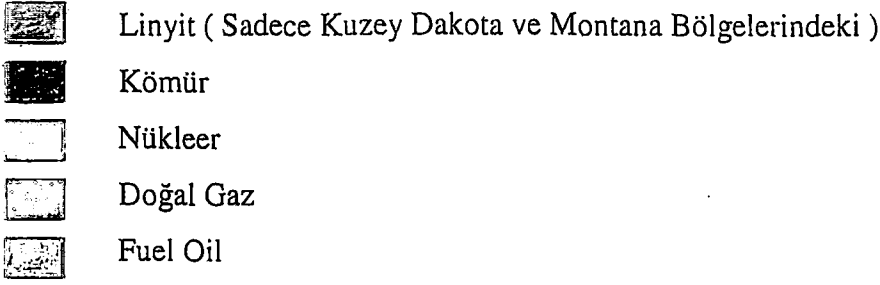 Linyit ( Sadece Kuzey Dakota ve Montana Bölgelerindeki )
Kömür
Nükleer
Doğal Gaz
Fuel Oil